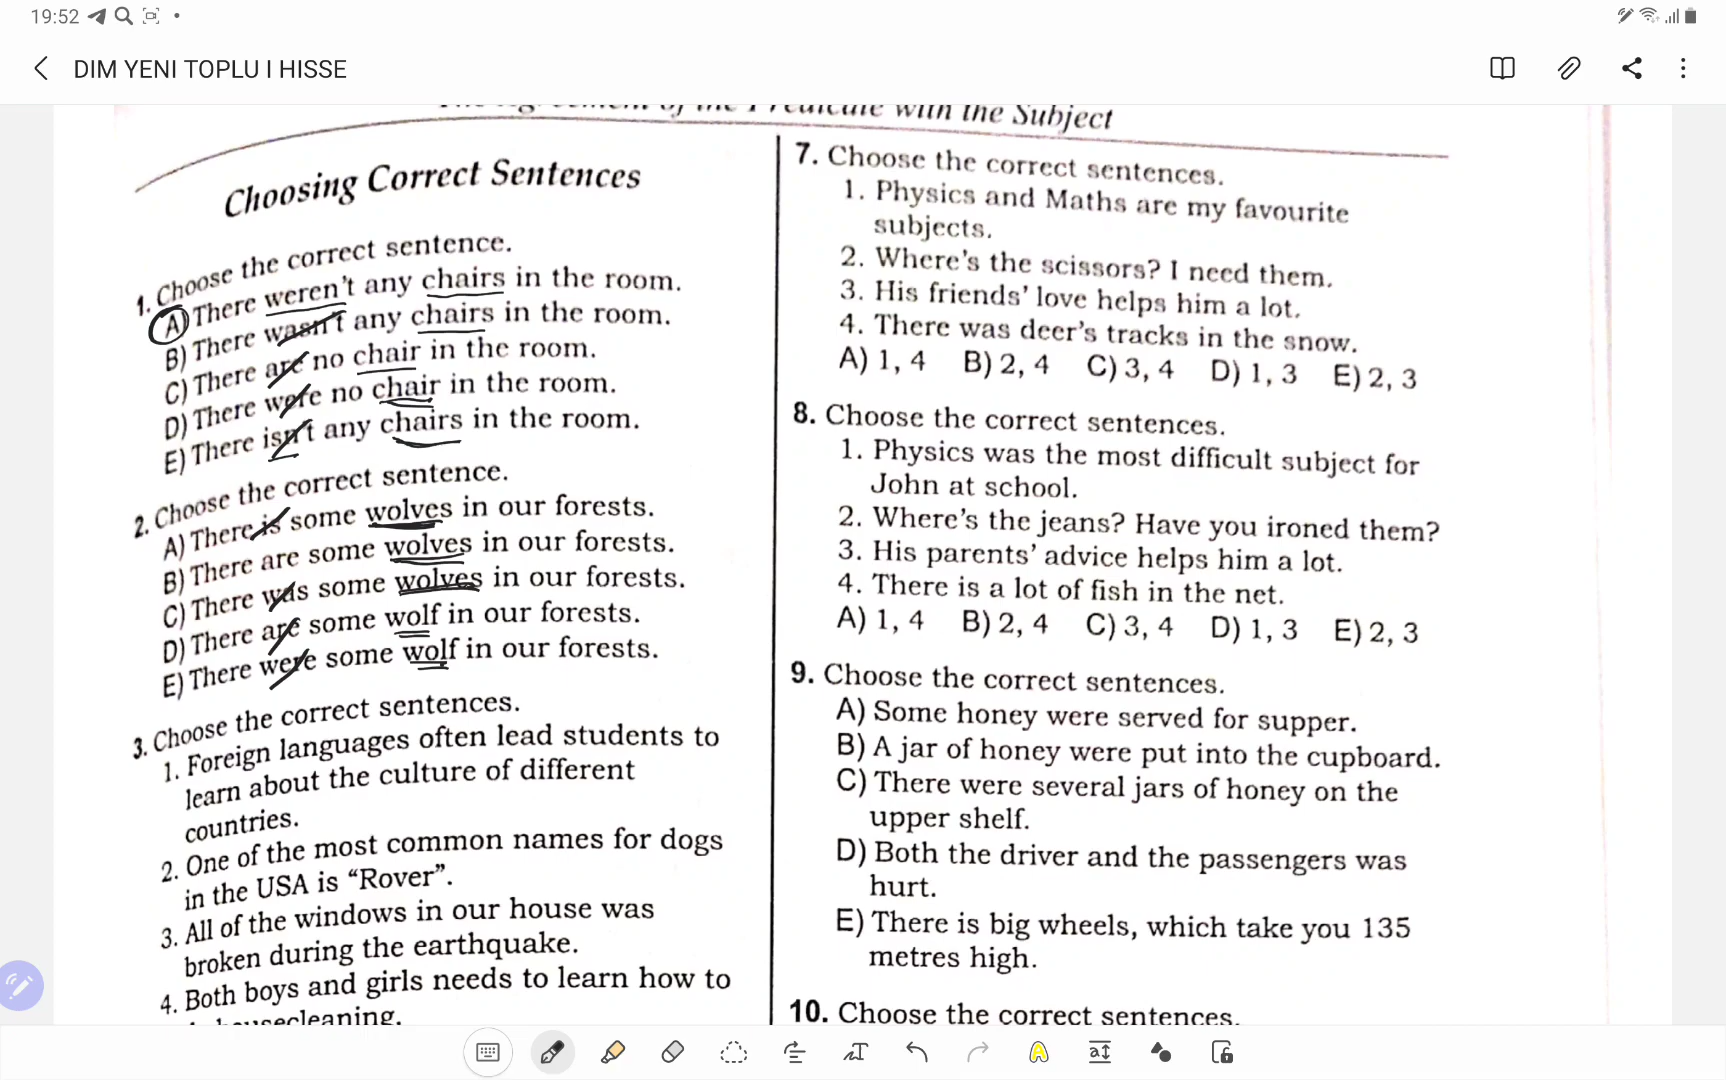 19:52
DIM YENI TOPLU I HISSE
of the Predicate with the Subject
Choosing Correct Sentences
1. Choose the correct sentence.
A) There weren't any chairs in the room.
B) There wasn't any chairs in the room.
C) There are no chair in the room.
D) There were no chair in the room.
E) There isn't any chairs in the room.
2. Choose the correct sentence.
A) There is some wolves in our forests.
B) There are some wolves in our forests.
C) There was some wolves in our forests.
D) There are some wolf in our forests.
E) There were some wolf in our forests.
3. Choose the correct sentences.
1. Foreign languages often lead students to
learn about the culture of different
countries.
2. One of the most common names for dogs
in the USA is “Rover”.
3. All of the windows in our house was
broken during the earthquake.
4. Both boys and girls needs to learn how to
housecleaning.
7. Choose the correct sentences.
1. Physics and Maths are my favourite
subjects.
2. Where's the scissors? I need them.
3. His friends' love helps him a lot.
4. There was deer's tracks in the snow.
A) 1, 4 B) 2, 4 C) 3, 4 D) 1, 3 E) 2, 3
8. Choose the correct sentences.
1. Physics was the most difficult subject for
John at school.
2. Where's the jeans? Have you ironed them?
3. His parents' advice helps him a lot.
4. There is a lot of fish in the net.
A) 1, 4 B) 2, 4 C) 3, 4 D) 1, 3 E) 2, 3
9. Choose the correct sentences.
A) Some honey were served for supper.
B) A jar of honey were put into the cupboard.
C) There were several jars of honey on the
upper shelf.
D) Both the driver and the passengers was
hurt.
E) There is big wheels, which take you 135
metres high.
10. Choose the correct sentences.